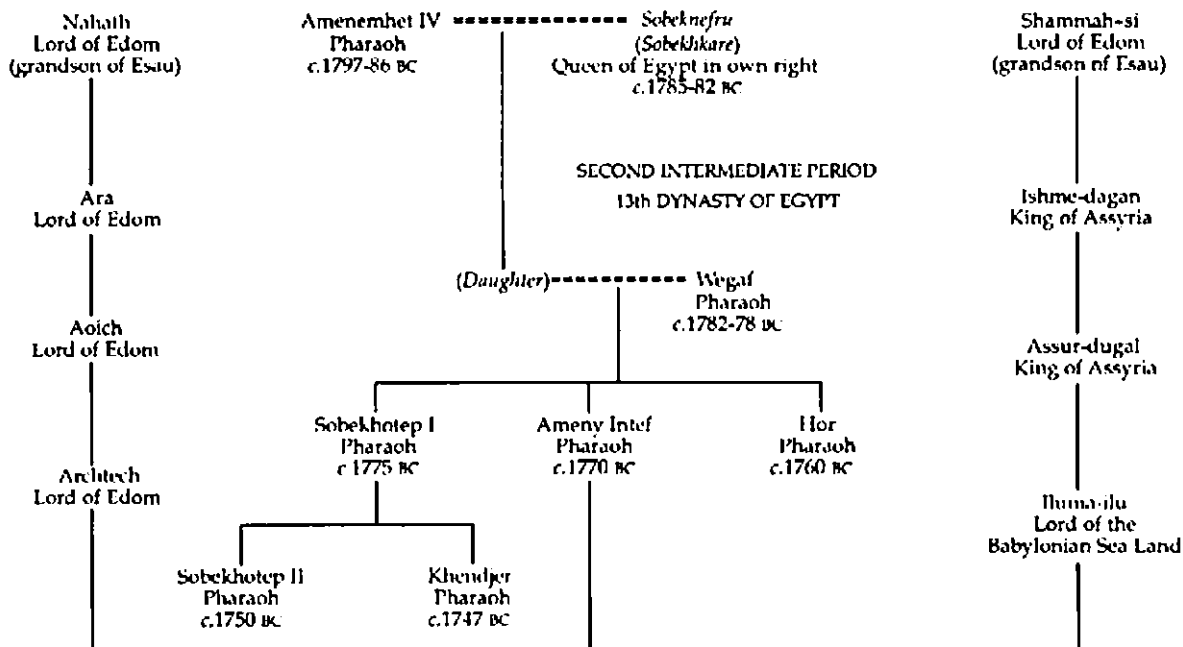 Nahath
Lord of Edom
(grandson of Esau)
Amenemhet IV
Pharaoh
c.1797-86 BC
Sobeknefru
(Sobekhkare)
Queen of Egypt in own right
c.1785-82 BC
Shammah-si
Lord of Edom
(grandson of Esau)
SECOND INTERMEDIATE PERIOD
13th DYNASTY OF EGYPT
Ara
Lord of Edom
Ishme-dagan
King of Assyria
(Daughter)
Wegaf
Pharaoh
c.1782-78 BC
Aoich
Lord of Edom
Assur-dugal
King of Assyria
Sobekhotep I
Pharaoh
c.1775 BC
Ameny Intef
Pharaoh
c.1770 BC
Hor
Pharaoh
c.1760 BC
Architech
Lord of Edom
Iluma-ilu
Lord of the
Babylonian Sea Land
Sobekhotep II
Pharaoh
c.1750 BC
Khendjer
Pharaoh
c.1747 BC